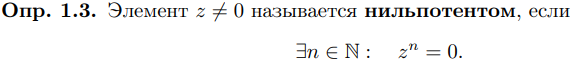 Опр. 1.3. Элемент z ≠ 0 называется нильпотентом, если
∃n ∈ ℕ : zⁿ = 0.